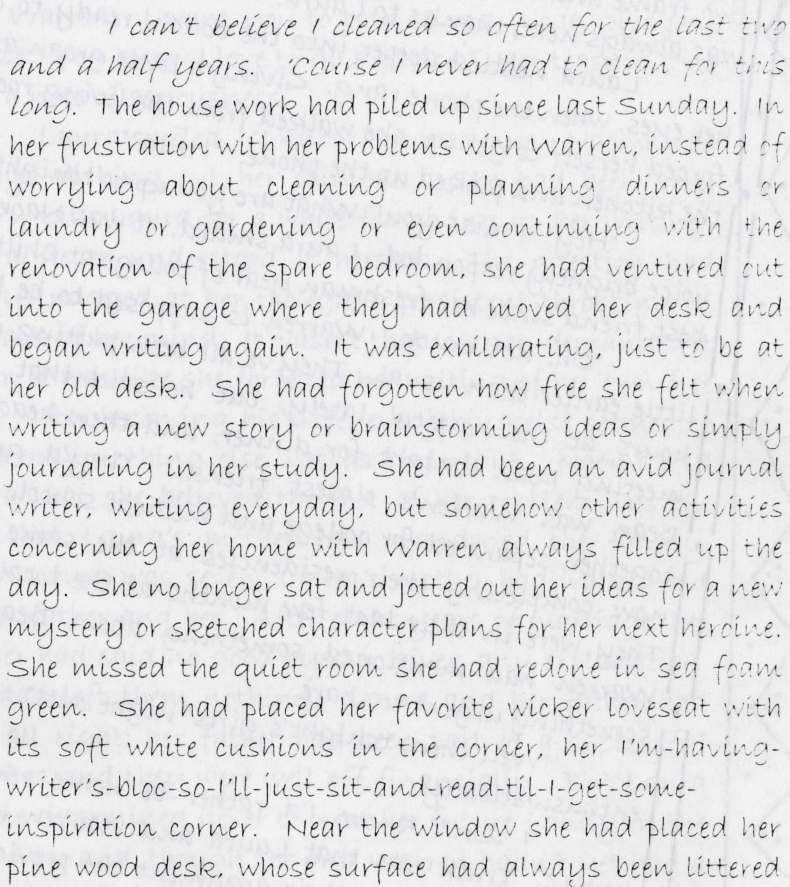 I can't believe I cleaned so often for the last two
and a half years. 'Course I never had to clean for this
long. The house work had piled up since last Sunday. In
her frustration with her problems with Warren, instead of
worrying about cleaning or planning dinners or
laundry or gardening or even continuing with the
renovation of the spare bedroom, she had ventured out
into the garage where they had moved her desk and
began writing again. It was exhilarating, just to be at
her old desk. She had forgotten how free she felt when
writing a new story or brainstorming ideas or simply
journaling in her study. She had been an avid journal
writer, writing everyday, but somehow other activities
concerning her home with Warren always filled up the
day. She no longer sat and jotted out her ideas for a new
mystery or sketched character plans for her next heroine.
She missed the quiet room she had redone in sea foam
green. She had placed her favorite wicker loveseat with
its soft white cushions in the corner, her I'm-having-
writer's-bloc-so-I'll-just-sit-and-read-til-I-get-some-
inspiration corner. Near the window she had placed her
pine wood desk, whose surface had always been littered